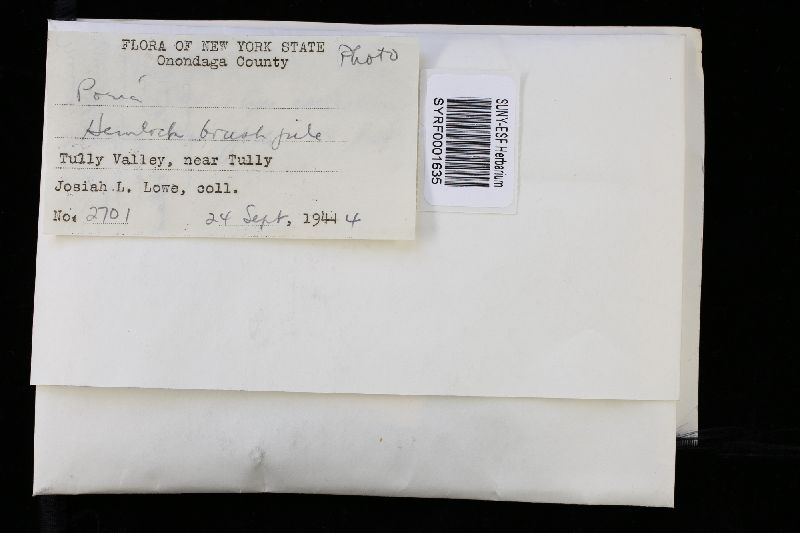 FLORA OF NEW YORK STATE
Onondaga County
Photo
Poria
Hemlock brush pile
Tully Valley, near Tully
Josiah L. Lowe, coll.
No. 2701 24 Sept, 1944
SUNY-ESF Herbarium
SYRF0001635